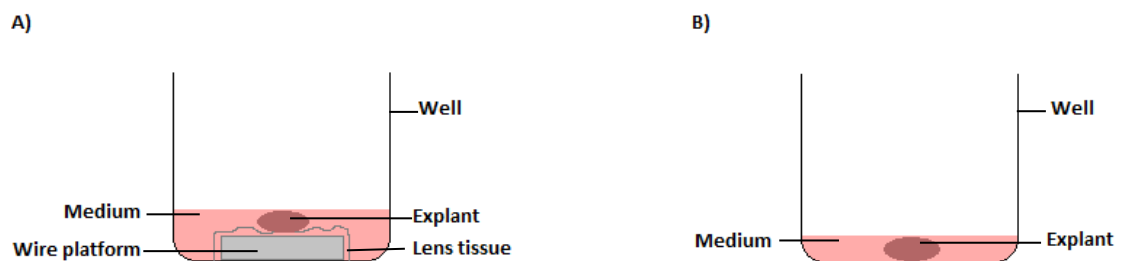 A)
Well
Medium
Explant
Wire platform
Lens tissue
B)
Well
Medium
Explant